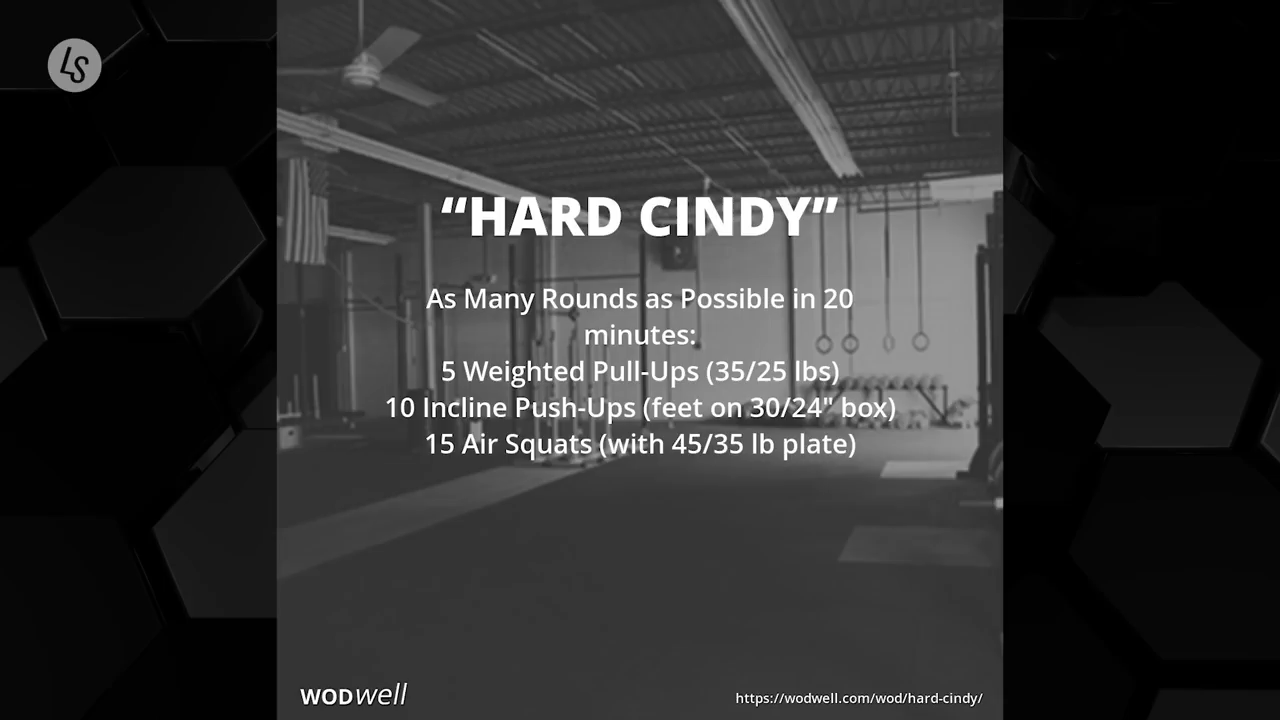 LS
“HARD CINDY”
As Many Rounds as Possible in 20
minutes:
5 Weighted Pull-Ups (35/25 lbs)
10 Incline Push-Ups (feet on 30/24" box)
15 Air Squats (with 45/35 lb plate)
WODwell
https://wodwell.com/wod/hard-cindy/